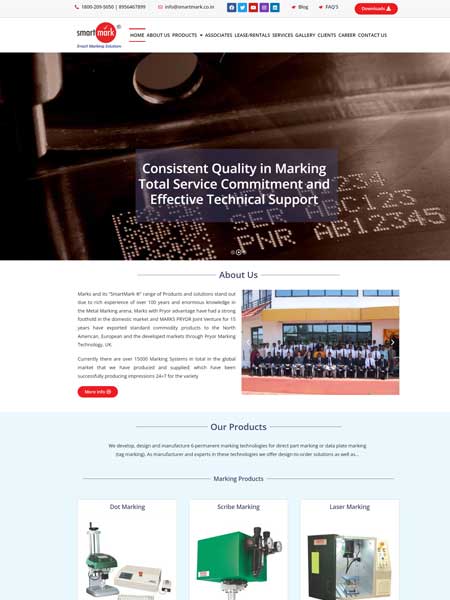 1800-209-5050 | 8956467899
info@smartmark.co.in
Blog
FAQ'S
Downloads
smartmark®
Smart Marking Solutions
HOME ABOUT US PRODUCTS ASSOCIATES LEASE/RENTALS SERVICES GALLERY CLIENTS CAREER CONTACT US
Consistent Quality in Marking
Total Service Commitment and
Effective Technical Support
1234
SER ABC123
PNR AB12345
About Us
Marks and its "SmartMark ®" range of Products and solutions stand out
due to rich experience of over 100 years and enormous knowledge in
the Metal Marking arena, Marks with Pryor advantage have had a strong
foothold in the domestic market and MARKS PRYOR Joint Venture for 15
years have exported standard commodity products to the North
American, European and the developed markets through Pryor Marking
Technology, UK.
Currently there are over 15000 Marking Systems in total in the global
market that we have produced and supplied which have been
successfully producing impressions 24×7 for the variety
More Info
Our Products
We develop, design and manufacture 6 permanent marking technologies for direct part marking or data plate marking
(tag marking). As manufacturer and experts in these technologies we offer design-to-order solutions as well as...
Marking Products
Dot Marking
Scribe Marking
Laser Marking